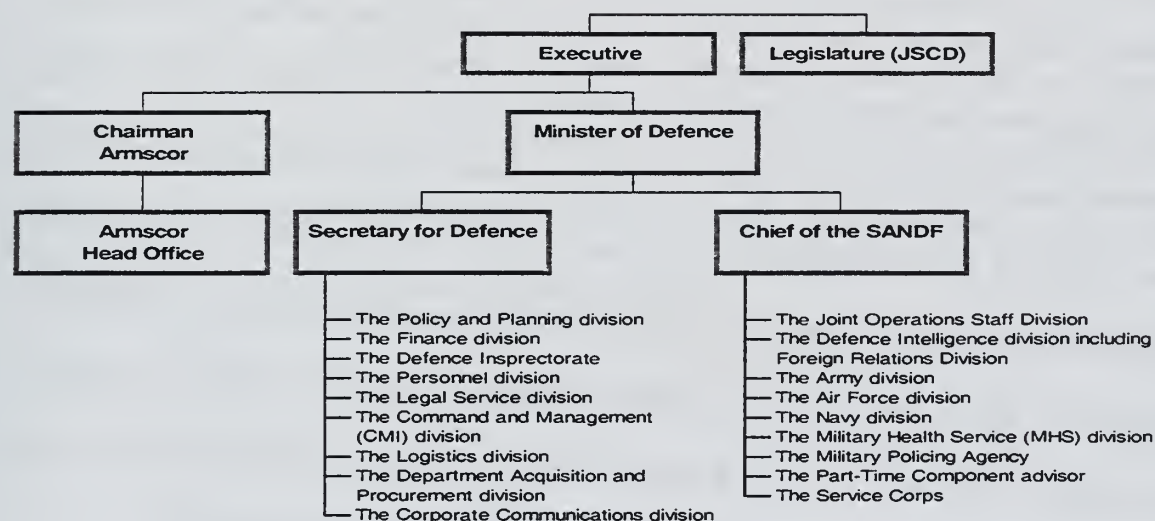 Executive
Legislature (JSCD)
Chairman
Armscor
Minister of Defence
Armscor
Head Office
Secretary for Defence
Chief of the SANDF
The Policy and Planning division
The Finance division
The Defence Insprectorate
The Personnel division
The Legal Service division
The Command and Management
(CMI) division
The Logistics division
The Department Acquisition and
Procurement division
The Corporate Communications division
The Joint Operations Staff Division
The Defence Intelligence division including
Foreign Relations Division
The Army division
The Air Force division
The Navy division
The Military Health Service (MHS) division
The Military Policing Agency
The Part-Time Component advisor
The Service Corps